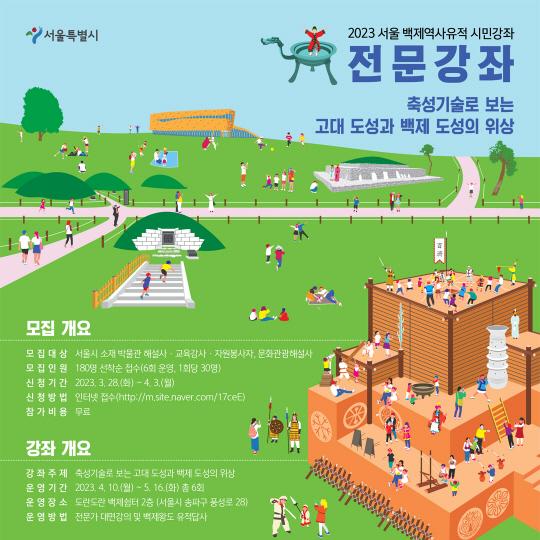 서울특별시
2023 서울 백제역사유적 시민강좌
전문강좌
축성기술로 보는
고대 도성과 백제 도성의 위상
百濟
모집 개요
모집대상 서울시 소재 박물관 해설사 · 교육강사 · 자원봉사자, 문화관광해설사
모집인원 180명 선착순 접수(6회 운영, 1회당 30명)
신청기간 2023. 3. 28.(화) ~ 4. 3.(월)
신청방법 인터넷 접수(http://m.site.naver.com/17ceE)
참가비용 무료
강좌 개요
강좌주제 축성기술로 보는 고대 도성과 백제 도성의 위상
운영기간 2023. 4. 10.(월) ~ 5. 16.(화) 총 6회
운영장소 도란도란 백제쉼터 2층 (서울시 송파구 풍성로 28)
운영방법 전문가 대면강의 및 백제왕도 유적답사